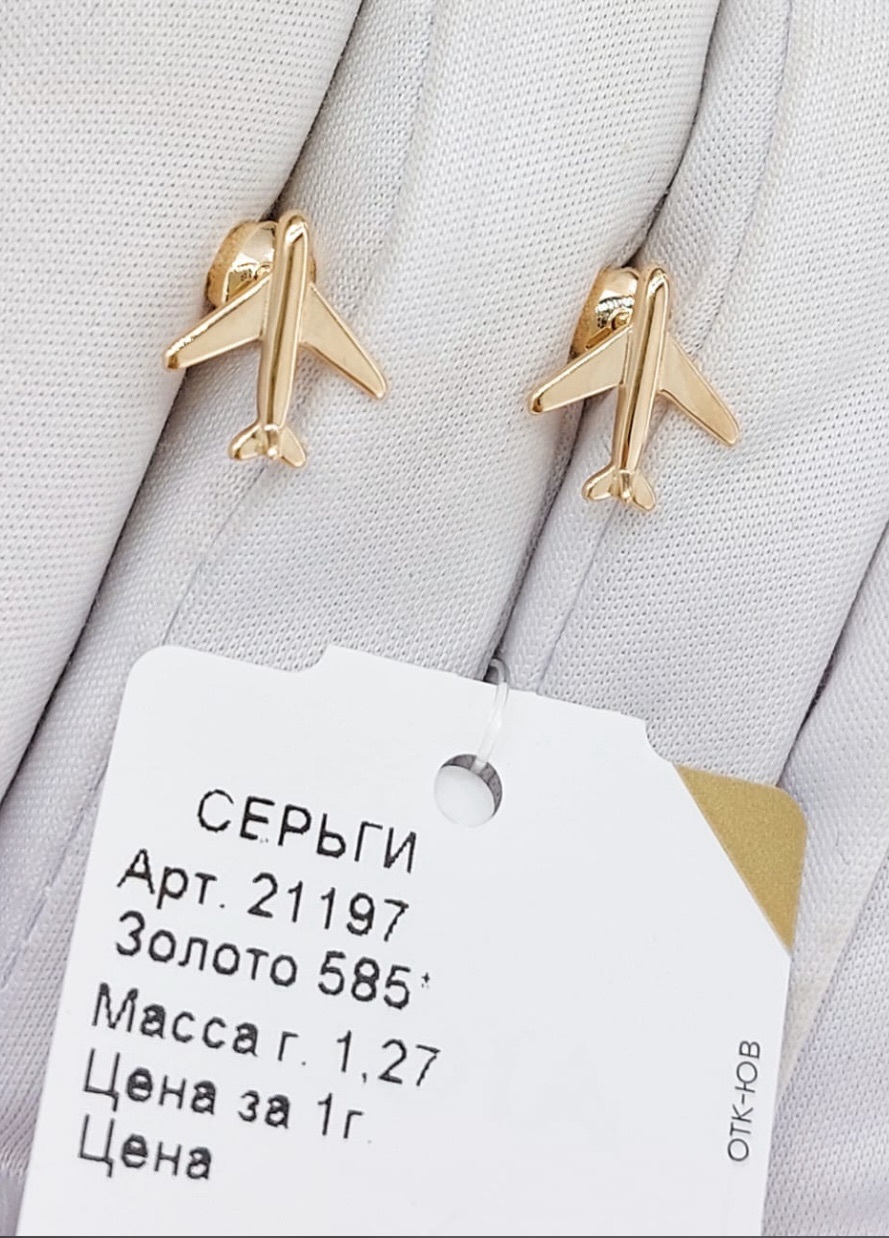 СЕРЬГИ
Арт. 21197
Золото 585*
Масса г. 1,27
Цена за 1г.
Цена
ОТК-ЮВ